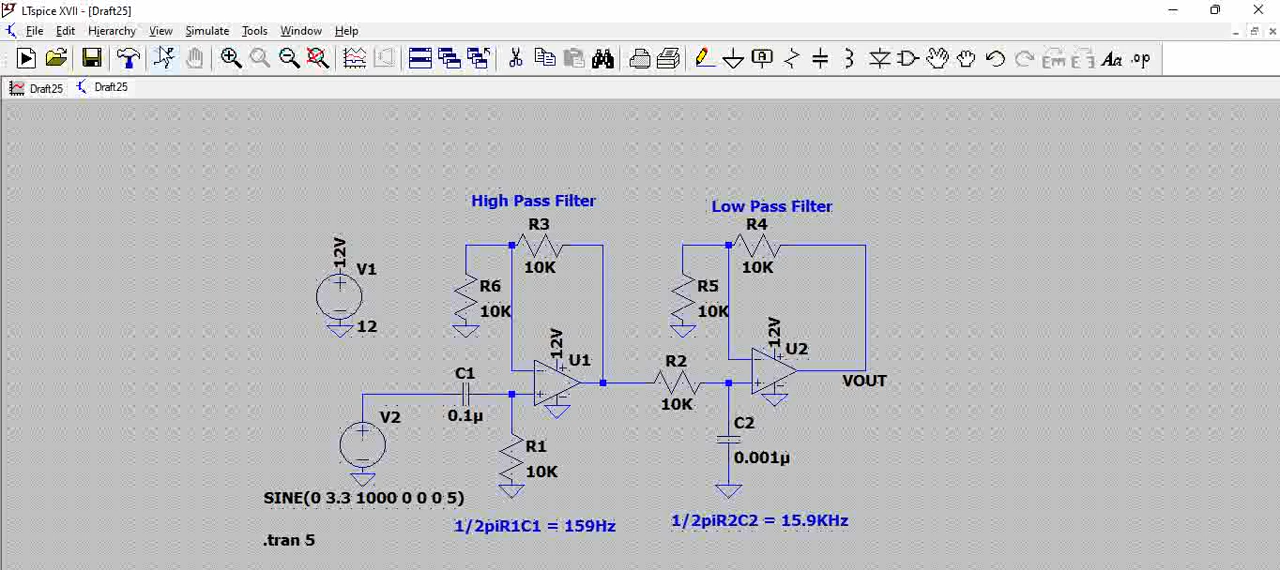 LTspice XVII - [Draft25]
File Edit Hierarchy View Simulate Tools Window Help
Draft25 Draft25
High Pass Filter
Low Pass Filter
R3
10K
R4
10K
12V
V1
12
R6
10K
R5
10K
12V
U1
12V
U2
C1
0.1µ
R2
10K
VOUT
V2
R1
10K
C2
0.001µ
SINE(0 3.3 1000 0 0 0 5)
1/2piR1C1 = 159Hz
1/2piR2C2 = 15.9KHz
.tran 5